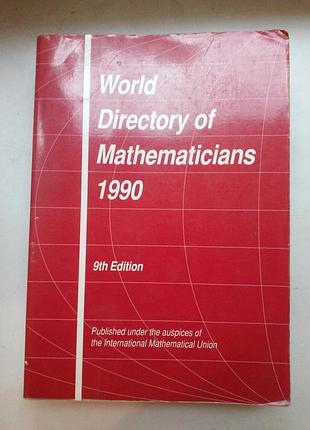 World
Directory of
Mathematicians
1990
9th Edition
Published under the auspices of
the International Mathematical Union